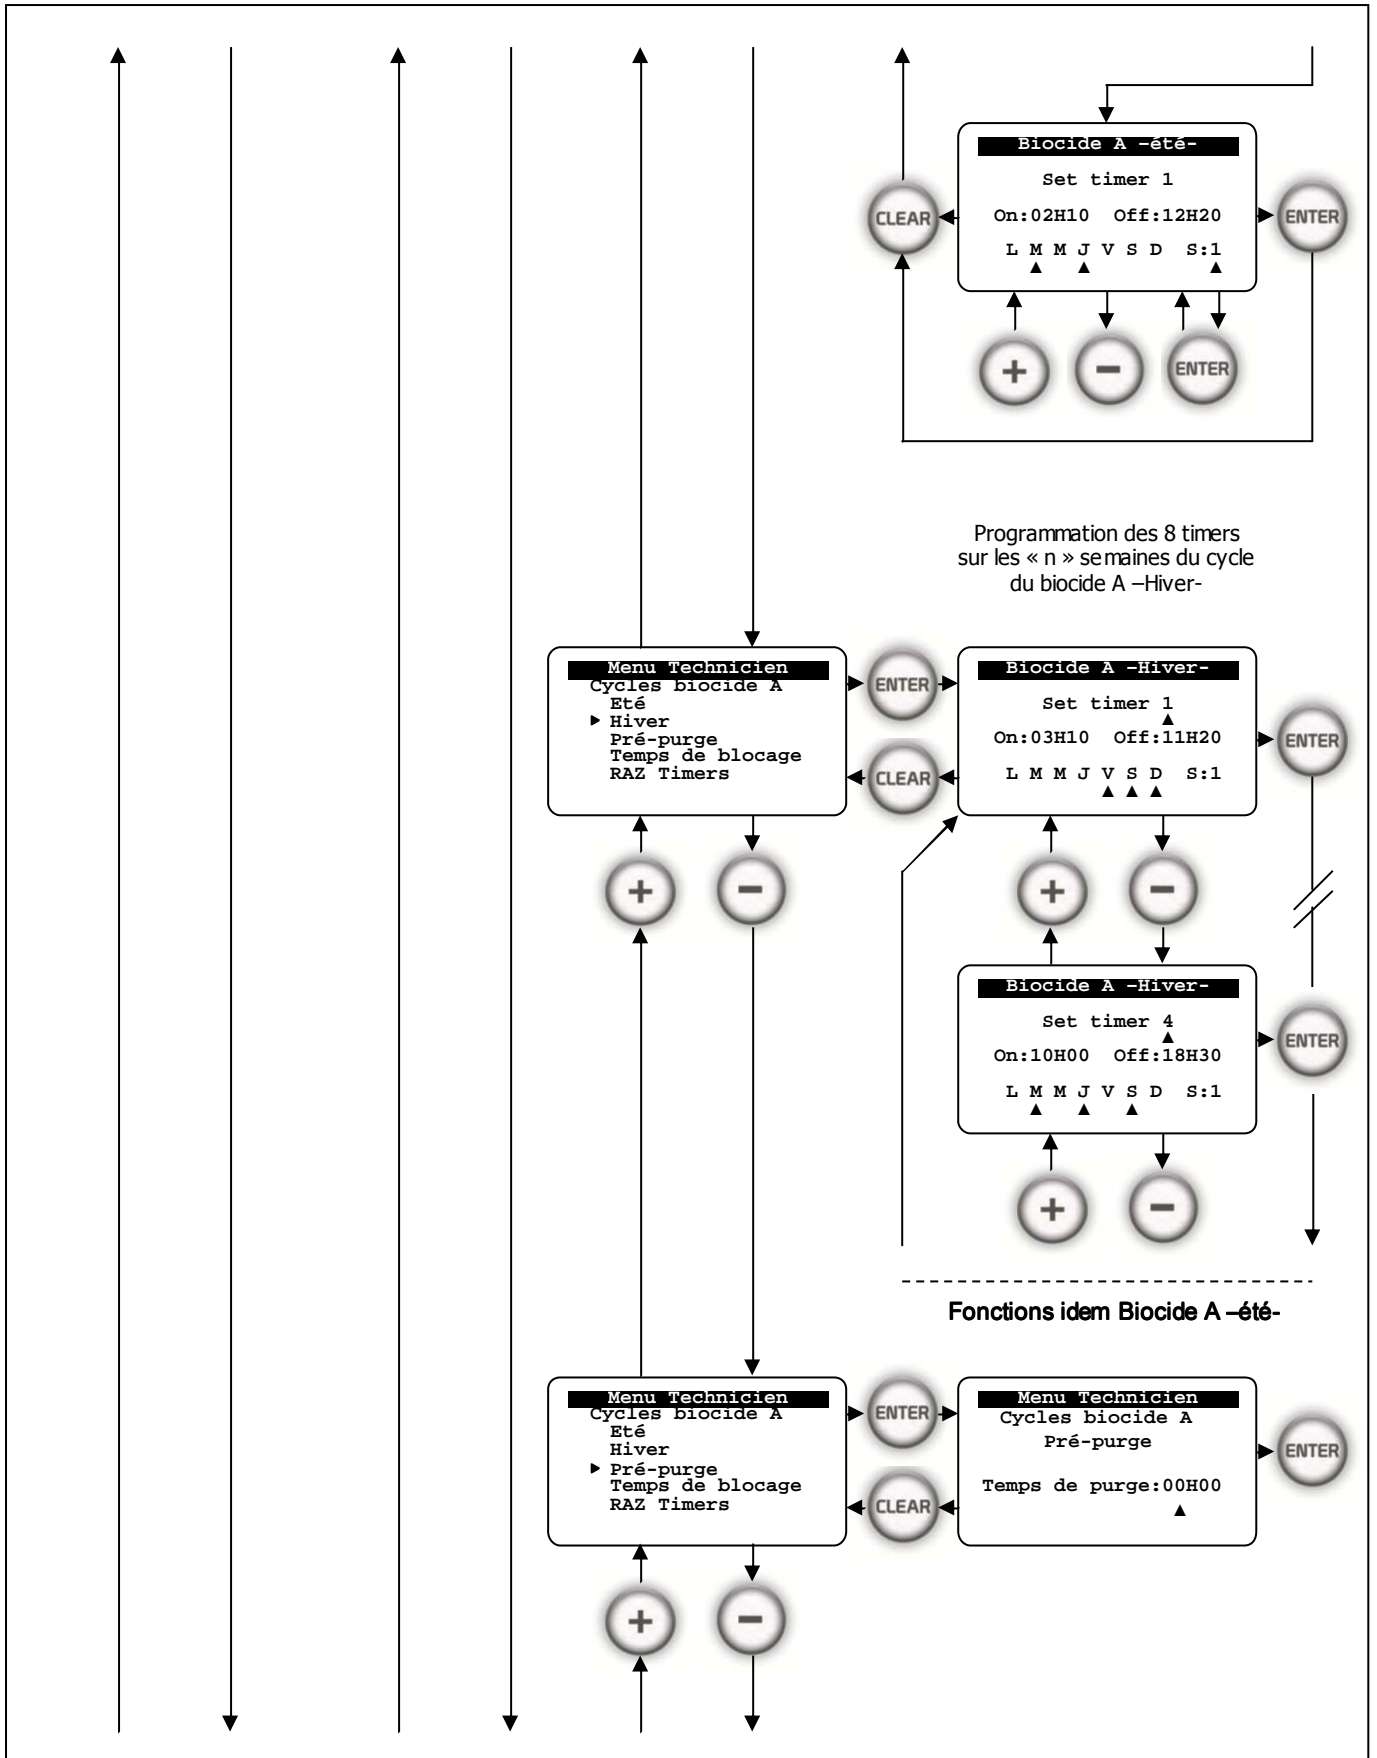 Biocide A –été-
Set timer 1
On:02H10 Off:12H20
L M M J V S D S:1
CLEAR
ENTER
+
−
ENTER
Programmation des 8 timers
sur les « n » semaines du cycle
du biocide A –Hiver-
Menu Technicien
Cycles biocide A
Eté
Hiver
Pré-purge
Temps de blocage
RAZ Timers
ENTER
CLEAR
Biocide A –Hiver-
Set timer 1
On:03H10 Off:11H20
L M M J V S D S:1
ENTER
+
−
+
−
Biocide A –Hiver-
Set timer 4
On:10H00 Off:18H30
L M M J V S D S:1
ENTER
+
−
Fonctions idem Biocide A –été-
Menu Technicien
Cycles biocide A
Eté
Hiver
Pré-purge
Temps de blocage
RAZ Timers
ENTER
CLEAR
Menu Technicien
Cycles biocide A
Pré-purge
Temps de purge:00H00
ENTER
+
−